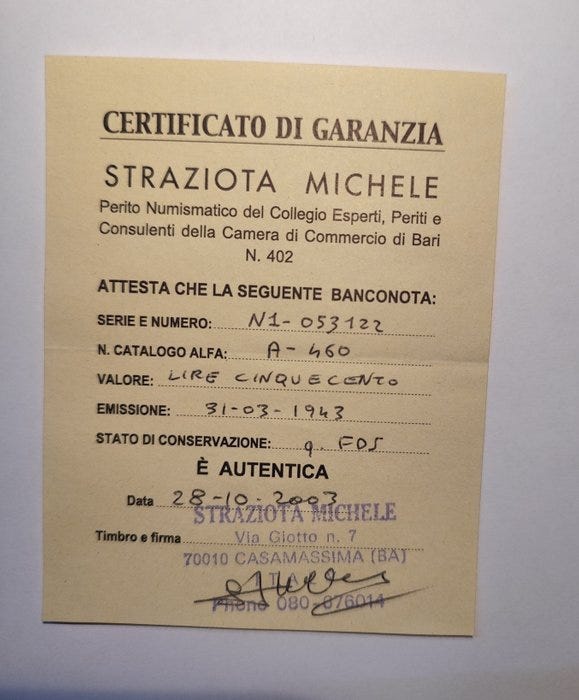 CERTIFICATO DI GARANZIA
STRAZIOTA MICHELE
Perito Numismatico del Collegio Esperti, Periti e
Consulenti della Camera di Commercio di Bari
N. 402
ATTESTA CHE LA SEGUENTE BANCONOTA:
SERIE E NUMERO: N1-053122
N. CATALOGO ALFA: A-460
VALORE: LIRE CINQUECENTO
EMISSIONE: 31-03-1943
STATO DI CONSERVAZIONE: q. FDS
È AUTENTICA
Data 28-10-2003
STRAZIOTA MICHELE
Timbro e firma Via Giotto n. 7
70010 CASAMASSIMA (BA)
Phone 080-676014